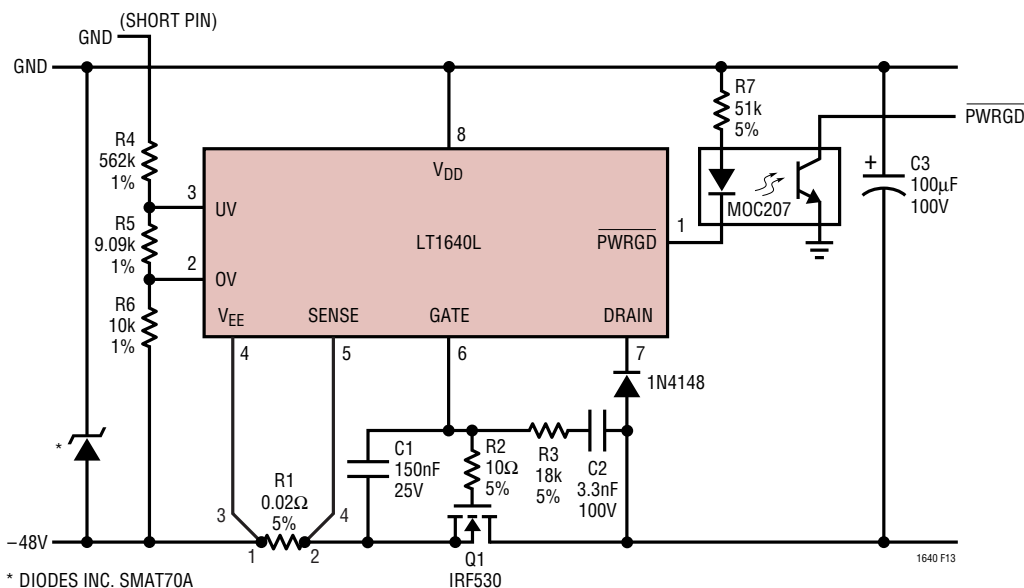 (SHORT PIN)
GND
GND
R4
562k
1%
R5
9.09k
1%
R6
10k
1%
3
UV
2
OV
8
VDD
LT1640L
PWRGD
1
VEE
SENSE
GATE
DRAIN
4
5
6
7
R7
51k
5%
MOC207
PWRGD
+
C3
100μF
100V
1N4148
*
R1
0.02Ω
5%
3
4
1
2
C1
150nF
25V
R2
10Ω
5%
R3
18k
5%
C2
3.3nF
100V
–48V
Q1
IRF530
1640 F13
* DIODES INC. SMAT70A